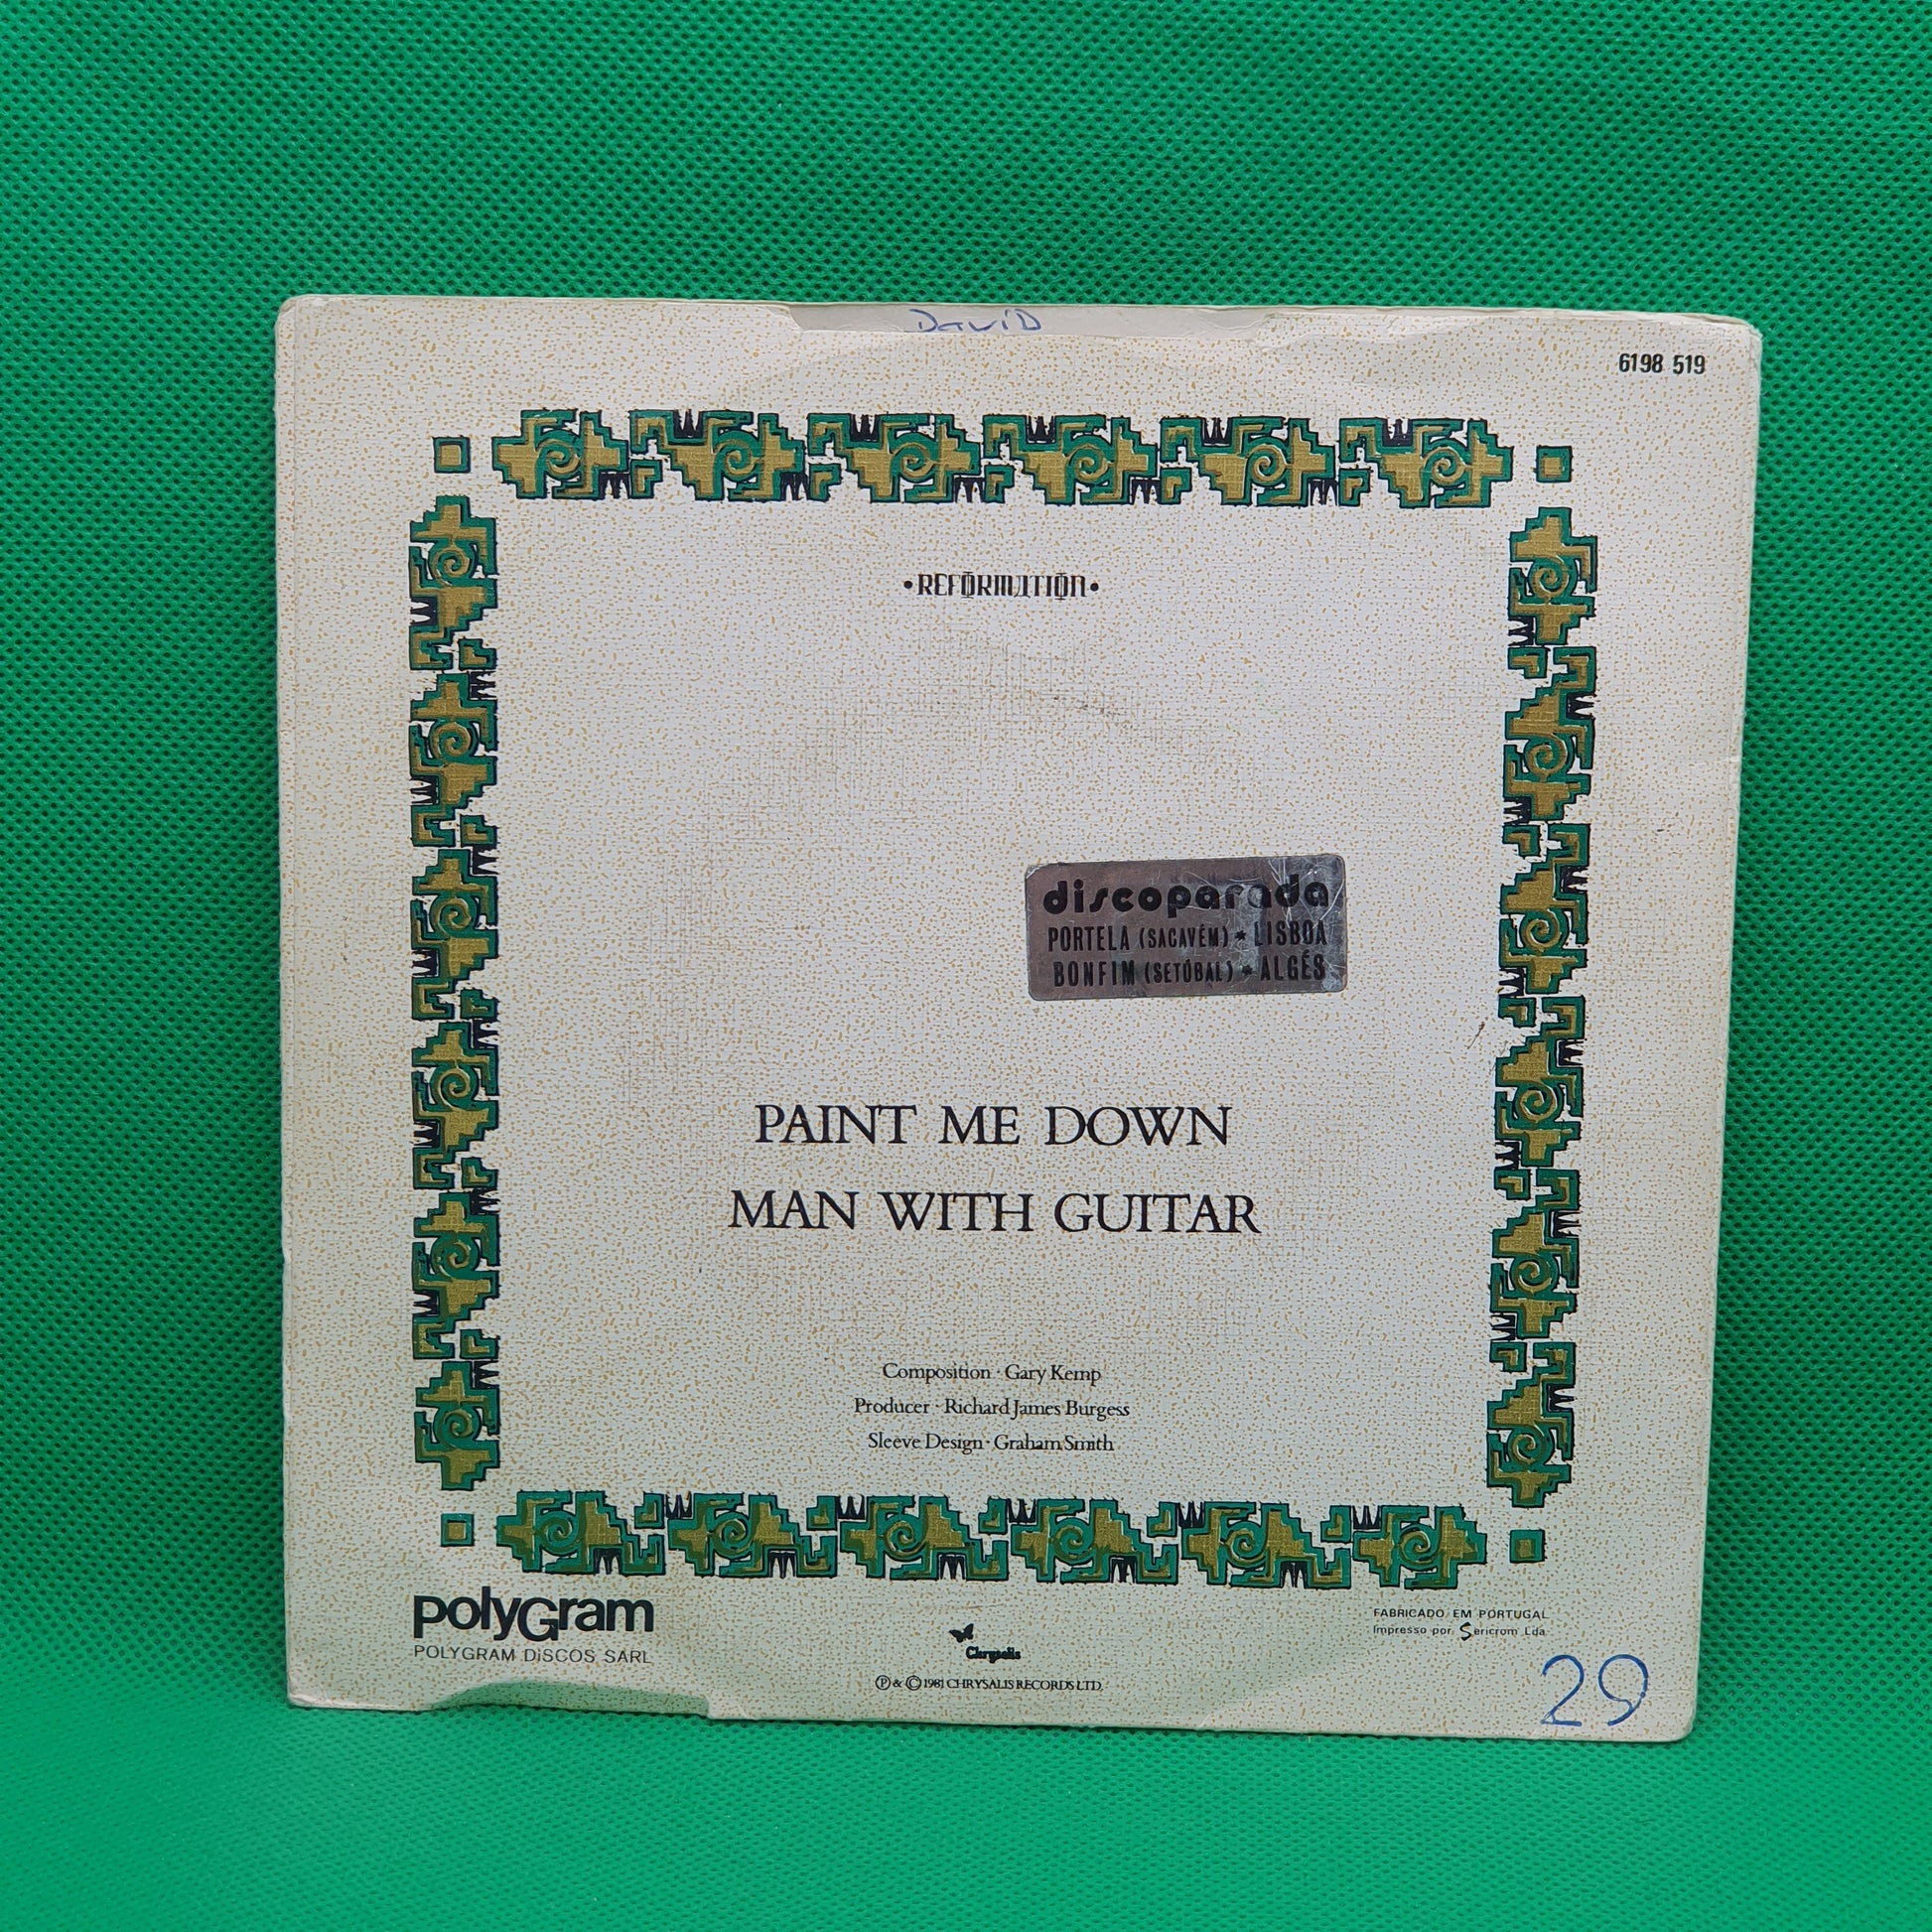 DaviD
6198 519
•REFORMATION•
discoparada
PORTELA (SACAVÉM) * LISBOA
BONFIM (SETÚBAL) * ALGÉS
PAINT ME DOWN
MAN WITH GUITAR
Composition · Gary Kemp
Producer · Richard James Burgess
Sleeve Design · Graham Smith
polyGram
POLYGRAM DiSCOS SARL
Chrysalis
Ⓟ & © 1981 CHRYSALIS RECORDS LTD.
FABRICADO EM PORTUGAL
Impresso por Sericrom Lda
29